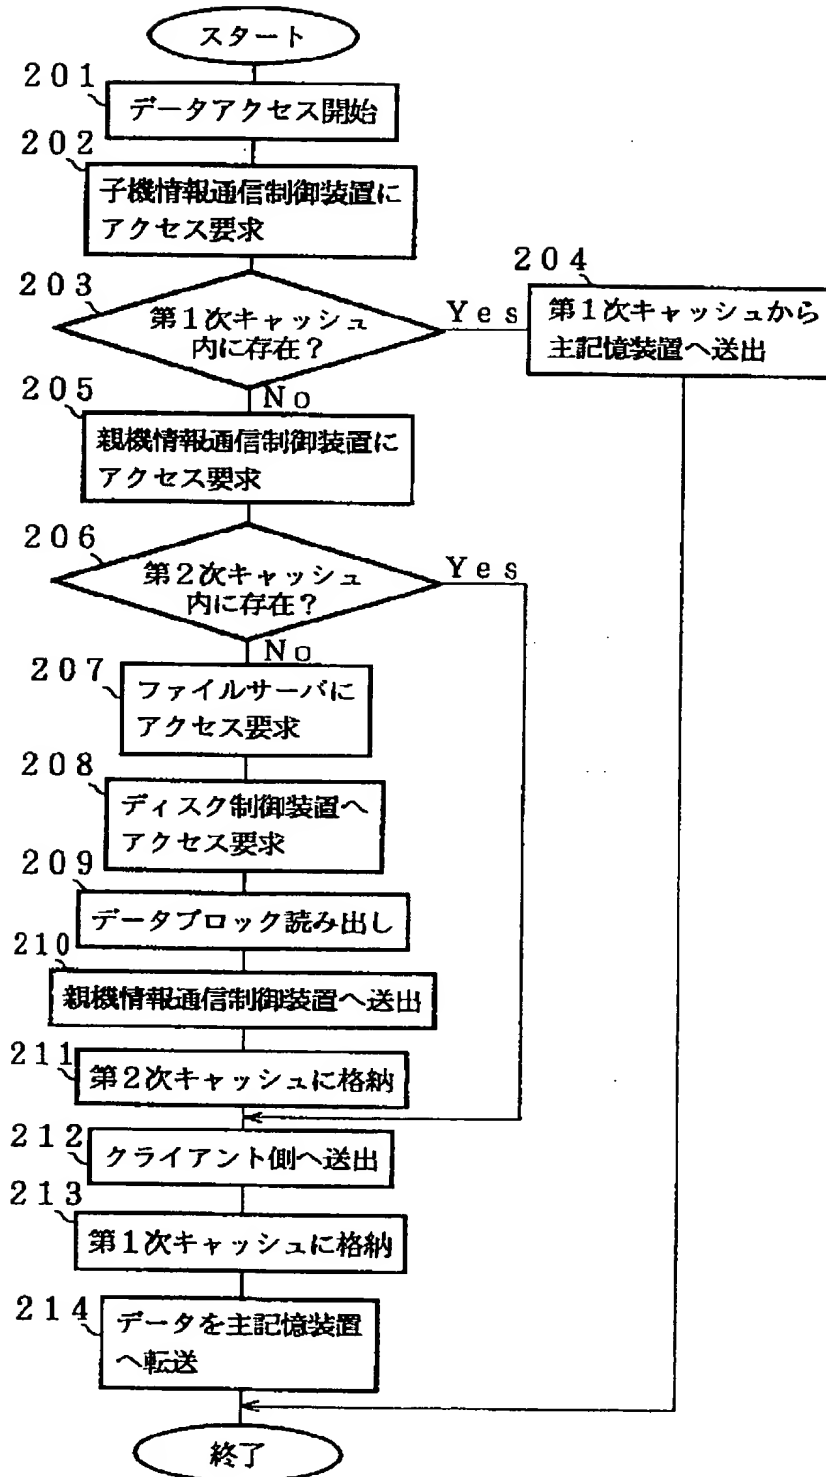 スタート
201
データアクセス開始
202
子機情報通信制御装置に
アクセス要求
203
第1次キャッシュ
内に存在?
Yes
204
第1次キャッシュから
主記憶装置へ送出
No
205
親機情報通信制御装置に
アクセス要求
206
第2次キャッシュ
内に存在?
Yes
No
207
ファイルサーバに
アクセス要求
208
ディスク制御装置へ
アクセス要求
209
データブロック読み出し
210
親機情報通信制御装置へ送出
211
第2次キャッシュに格納
212
クライアント側へ送出
213
第1次キャッシュに格納
214
データを主記憶装置
へ転送
終了